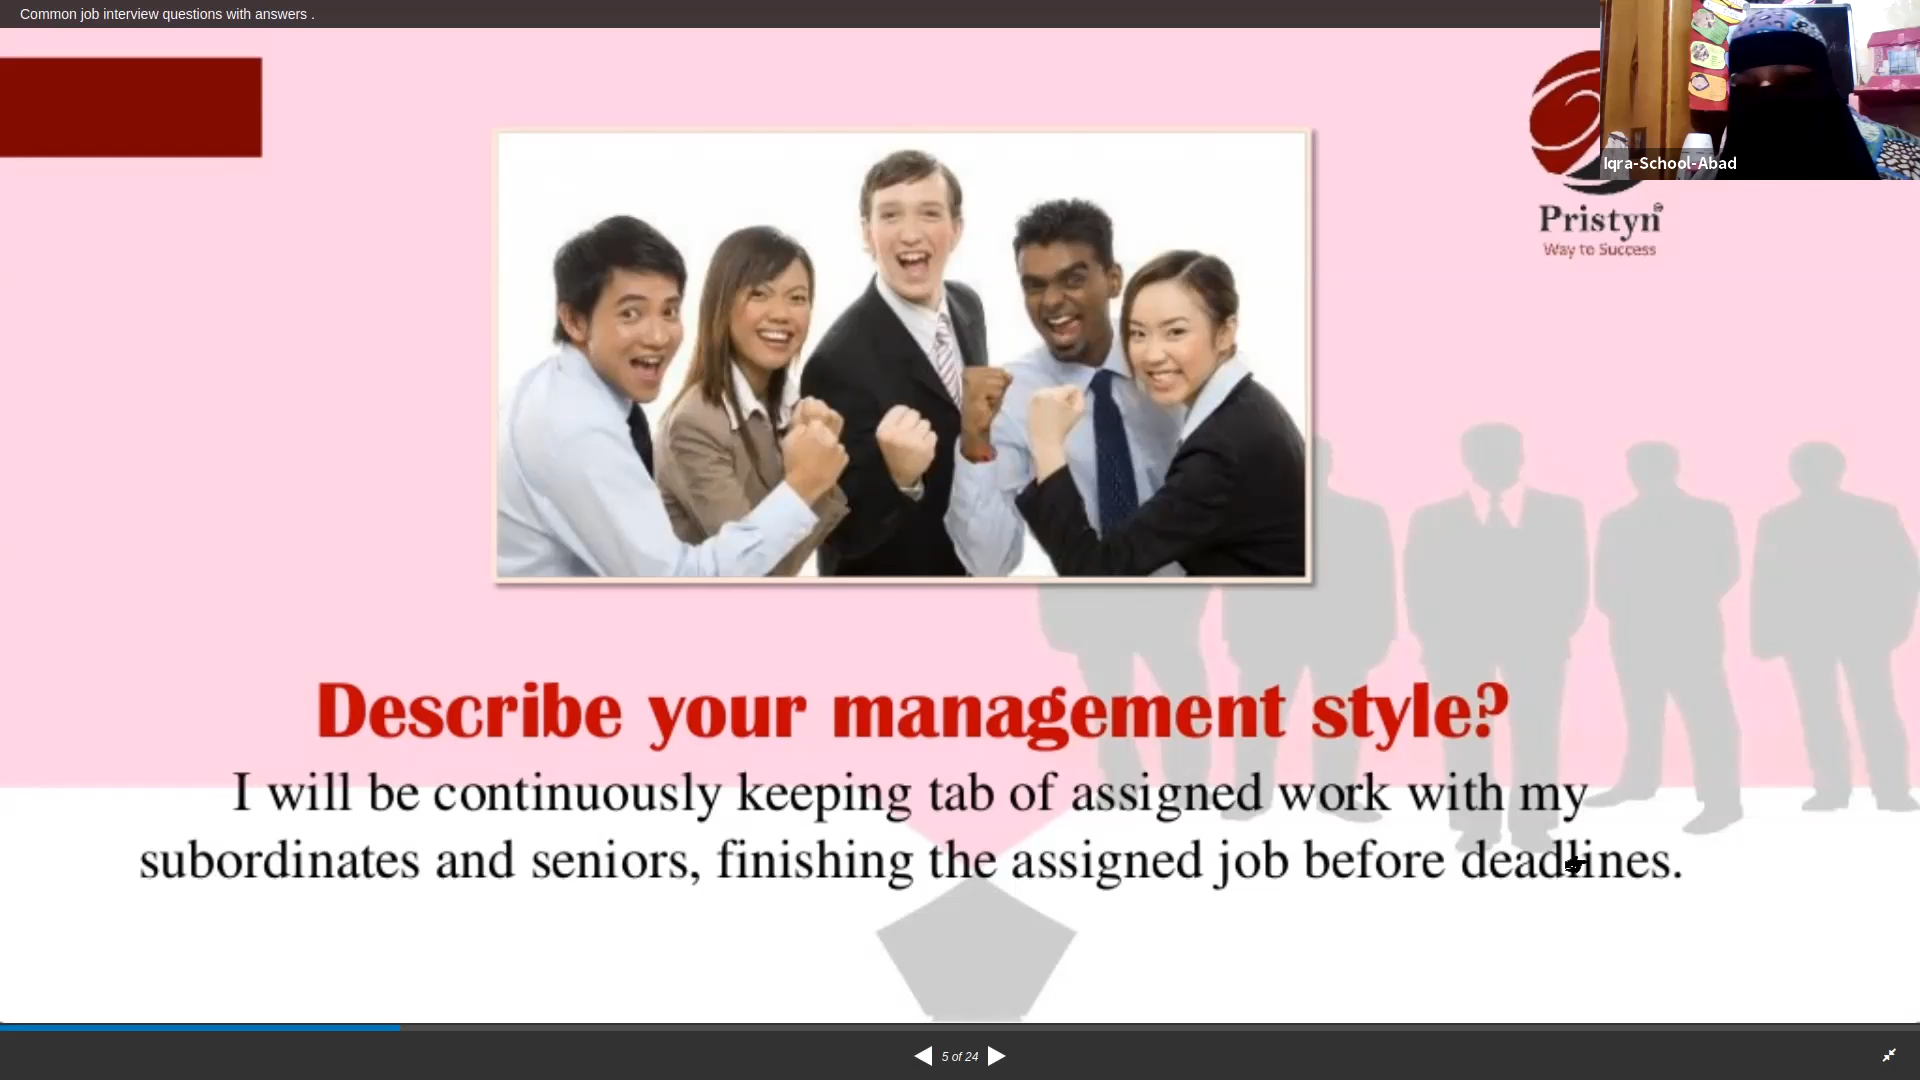 Common job interview questions with answers .
Iqra-School-Abad
Pristyn
Way to Success
Describe your management style?
I will be continuously keeping tab of assigned work with my
subordinates and seniors, finishing the assigned job before deadlines.
5 of 24